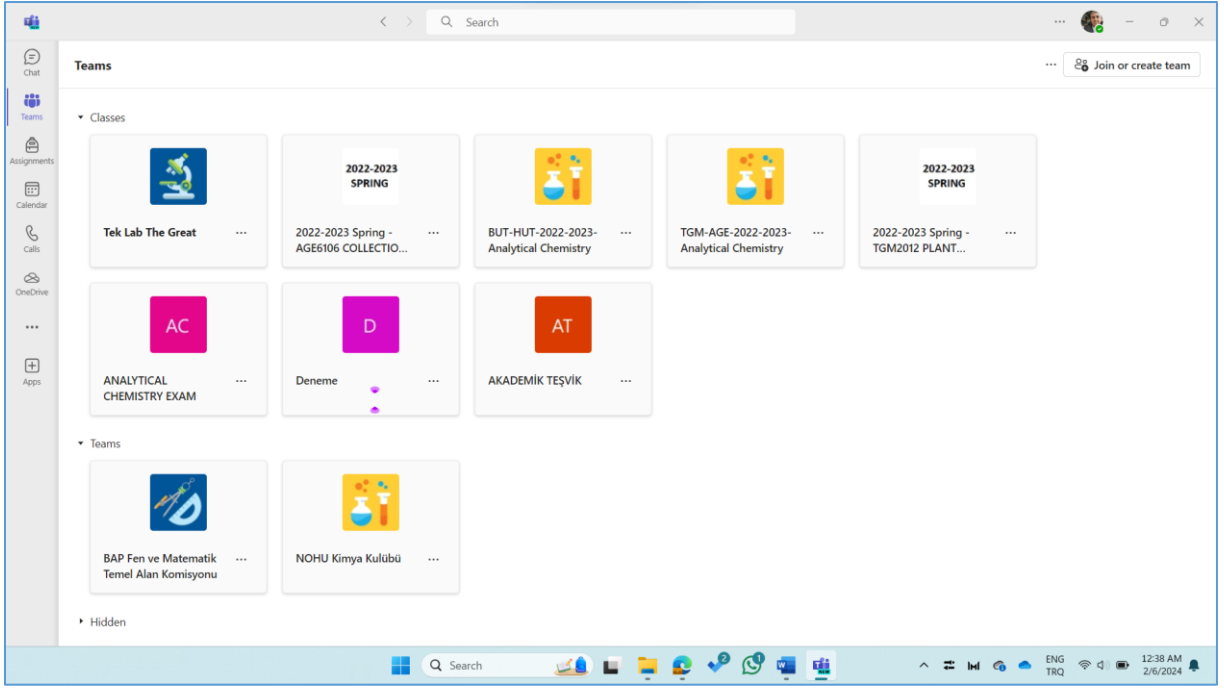 Search
Chat
Teams
Assignments
Calendar
Calls
OneDrive
Apps
Teams
Join or create team
Classes
Tek Lab The Great
2022-2023
SPRING
2022-2023 Spring -
AGE6106 COLLECTIO...
BUT-HUT-2022-2023-
Analytical Chemistry
TGM-AGE-2022-2023-
Analytical Chemistry
2022-2023
SPRING
2022-2023 Spring -
TGM2012 PLANT...
AC
ANALYTICAL
CHEMISTRY EXAM
D
Deneme
AT
AKADEMİK TEŞVİK
Teams
BAP Fen ve Matematik
Temel Alan Komisyonu
NOHU Kimya Kulübü
Hidden
Search
2
1
ENG
TRQ
12:38 AM
2/6/2024